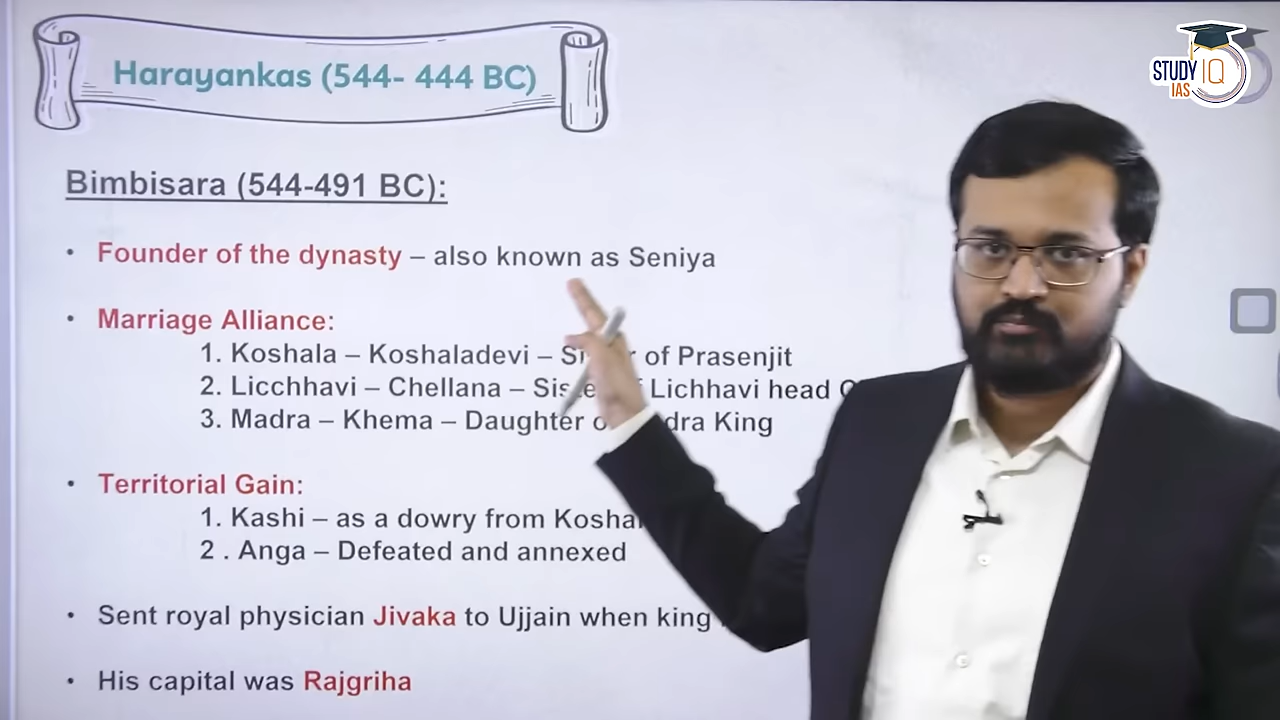 Harayankas (544- 444 BC)
STUDY IQ
IAS
Bimbisara (544-491 BC):
• Founder of the dynasty – also known as Seniya
• Marriage Alliance:
1. Koshala – Koshaladevi – of Prasenjit
2. Licchhavi – Chellana – Lichhavi head
3. Madra – Khema – Daughter King
• Territorial Gain:
1. Kashi – as a dowry from
2 . Anga – Defeated and annexed
• Sent royal physician Jivaka to Ujjain when king
• His capital was Rajgriha